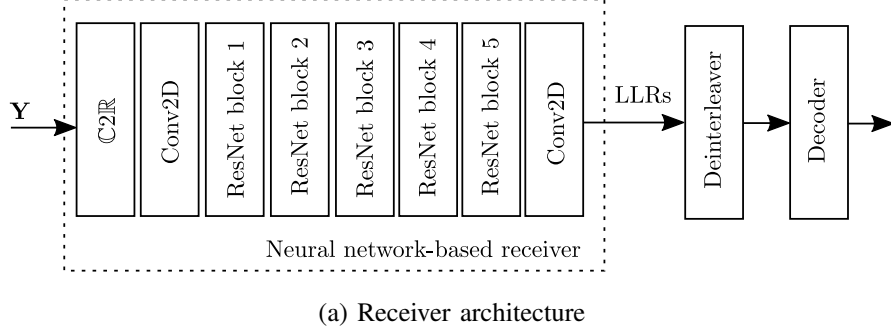 Y
ℂ2ℝ
Conv2D
ResNet block 1
ResNet block 2
ResNet block 3
ResNet block 4
ResNet block 5
Conv2D
LLRs
Deinterleaver
Decoder
Neural network-based receiver
(a) Receiver architecture